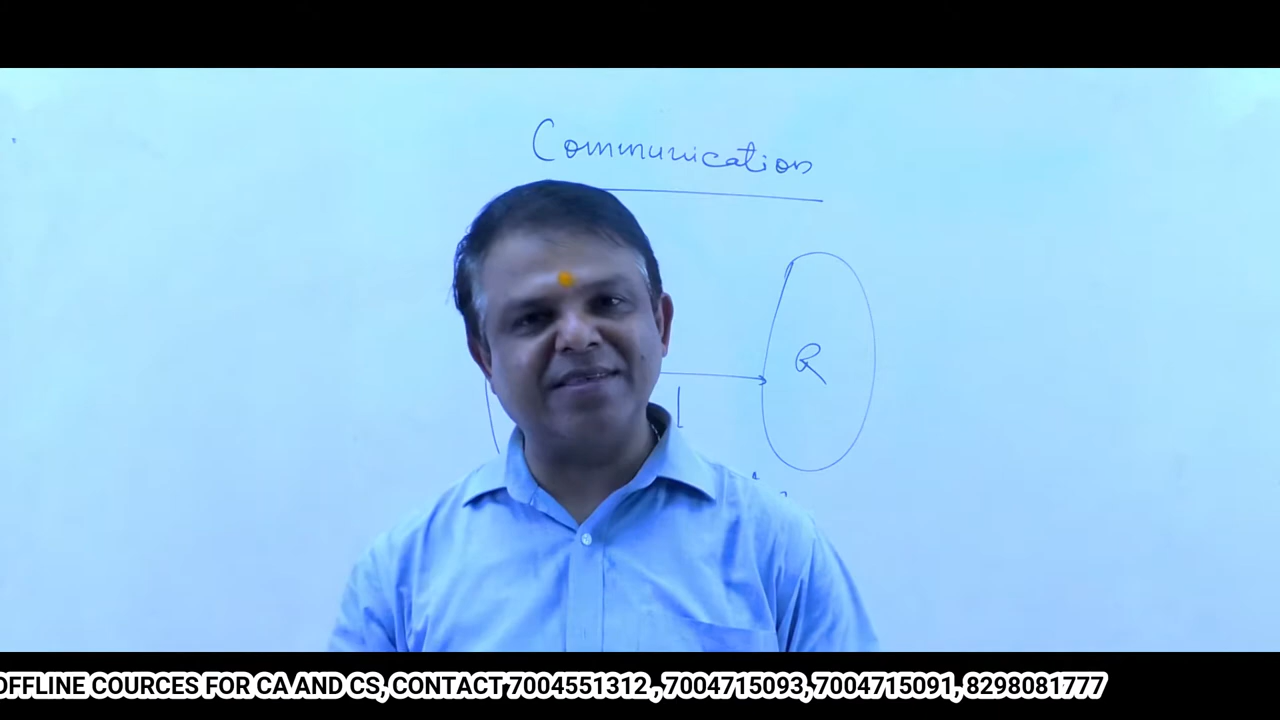 Communication
R
OFFLINE COURCES FOR CA AND CS, CONTACT 7004551312 , 7004715093, 7004715091, 8298081777